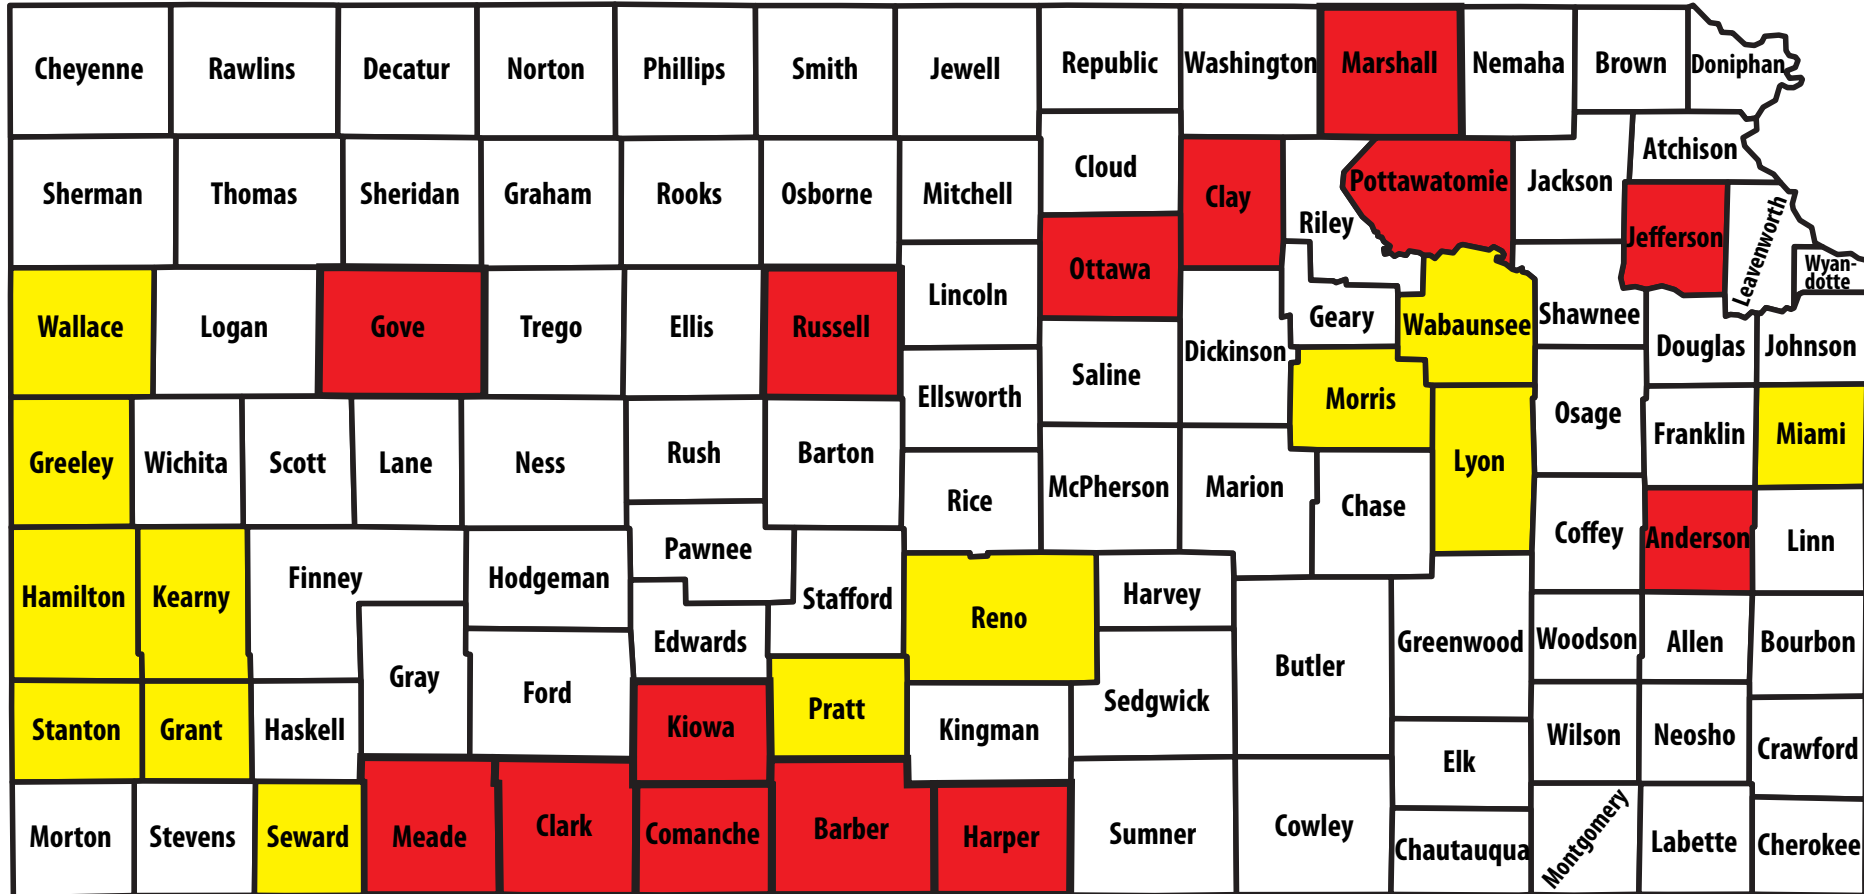 Cheyenne
Rawlins
Decatur
Norton
Phillips
Smith
Jewell
Republic
Washington
Marshall
Nemaha
Brown
Doniphan
Sherman
Thomas
Sheridan
Graham
Rooks
Osborne
Mitchell
Cloud
Clay
Riley
Pottawatomie
Jackson
Atchison
Jefferson
Leavenworth
Wyan-
dotte
Wallace
Logan
Gove
Trego
Ellis
Russell
Lincoln
Ottawa
Saline
Dickinson
Geary
Wabaunsee
Shawnee
Douglas
Johnson
Greeley
Wichita
Scott
Lane
Ness
Rush
Barton
Ellsworth
Rice
McPherson
Marion
Morris
Chase
Lyon
Osage
Franklin
Miami
Hamilton
Kearny
Finney
Hodgeman
Pawnee
Stafford
Edwards
Reno
Harvey
Coffey
Anderson
Linn
Gray
Ford
Kiowa
Pratt
Kingman
Sedgwick
Butler
Greenwood
Woodson
Allen
Bourbon
Stanton
Grant
Haskell
Elk
Wilson
Neosho
Crawford
Morton
Stevens
Seward
Meade
Clark
Comanche
Barber
Harper
Sumner
Cowley
Chautauqua
Montgomery
Labette
Cherokee